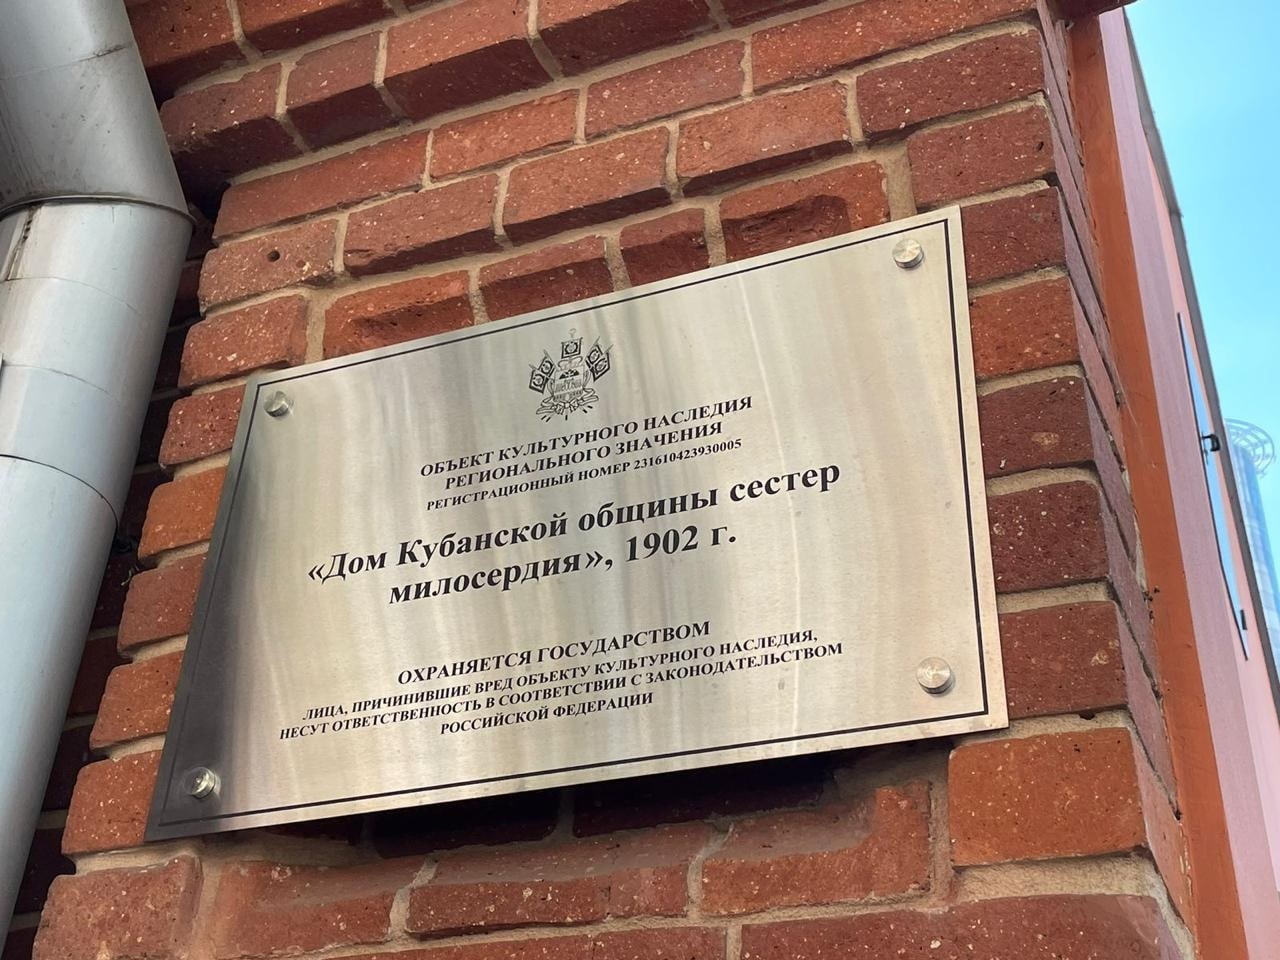 ОБЪЕКТ КУЛЬТУРНОГО НАСЛЕДИЯ
РЕГИОНАЛЬНОГО ЗНАЧЕНИЯ
РЕГИСТРАЦИОННЫЙ НОМЕР 231610423930005
«Дом Кубанской общины сестер
милосердия», 1902 г.
ОХРАНЯЕТСЯ ГОСУДАРСТВОМ
ЛИЦА, ПРИЧИНИВШИЕ ВРЕД ОБЪЕКТУ КУЛЬТУРНОГО НАСЛЕДИЯ,
НЕСУТ ОТВЕТСТВЕННОСТЬ В СООТВЕТСТВИИ С ЗАКОНОДАТЕЛЬСТВОМ
РОССИЙСКОЙ ФЕДЕРАЦИИ